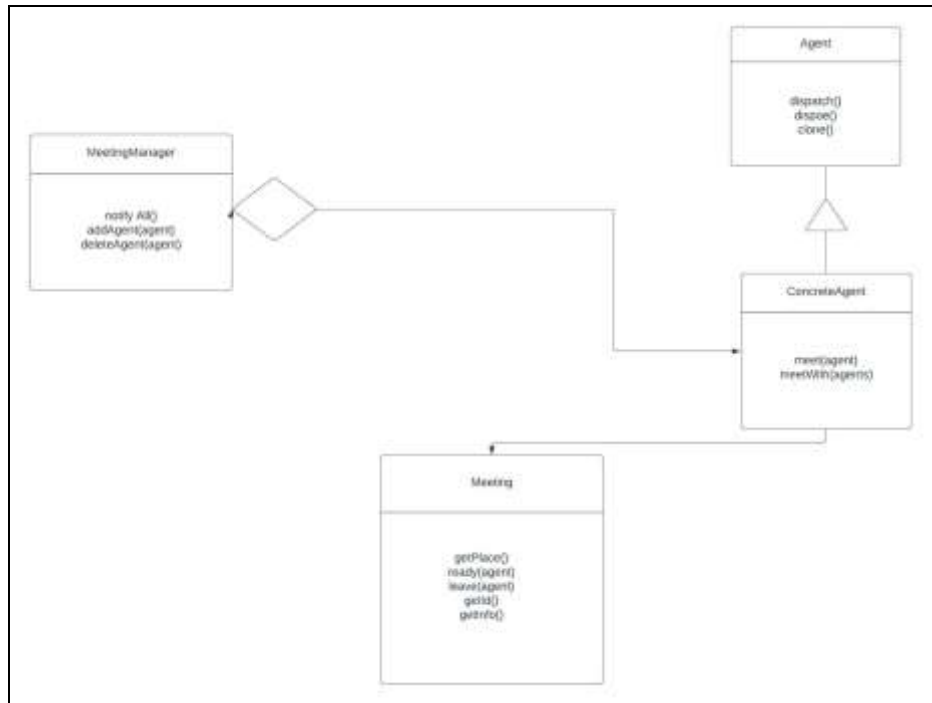 Agent
dispatch()
dispoe()
clone()
MeetingManager
notify All()
addAgent(agent)
deleteAgent(agent)
ConcreteAgent
meet(agent)
meetWith(agents)
Meeting
getPlace()
ready(agent)
leave(agent)
getId()
getInfo()